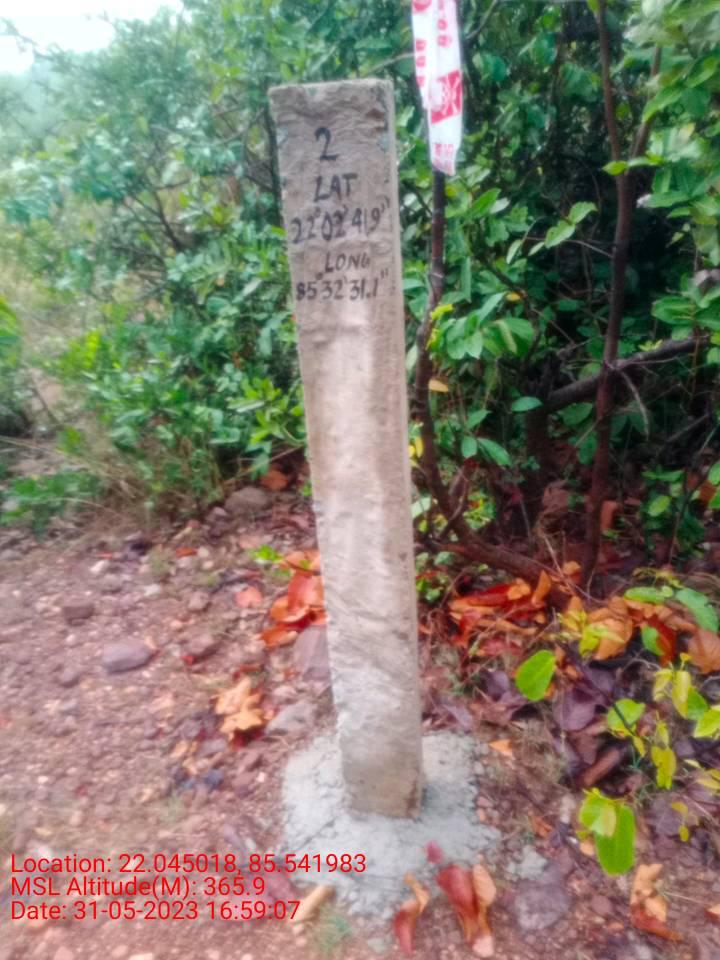 2
LAT
22°02'41.9"
LONG
85°32'31.1"
Location: 22.045018, 85.541983
MSL Altitude(M): 365.9
Date: 31-05-2023 16:59:07